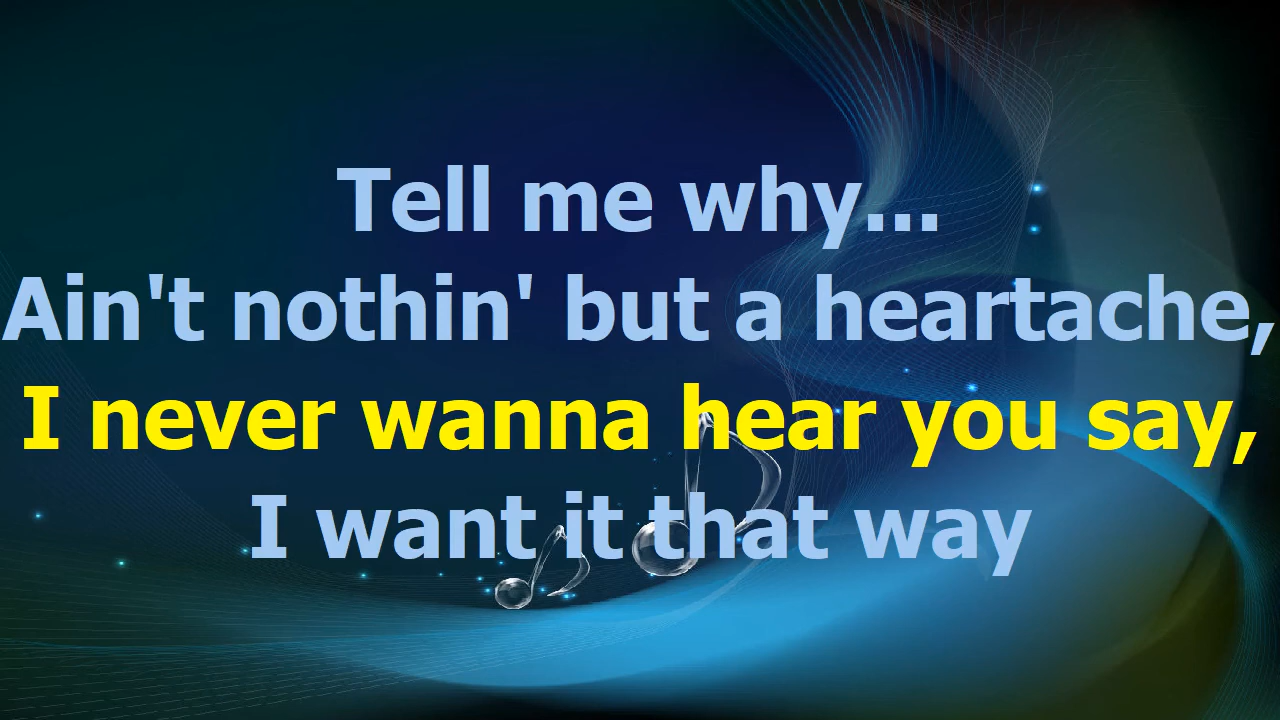 Tell me why...
Ain't nothin' but a heartache,
I never wanna hear you say,
I want it that way